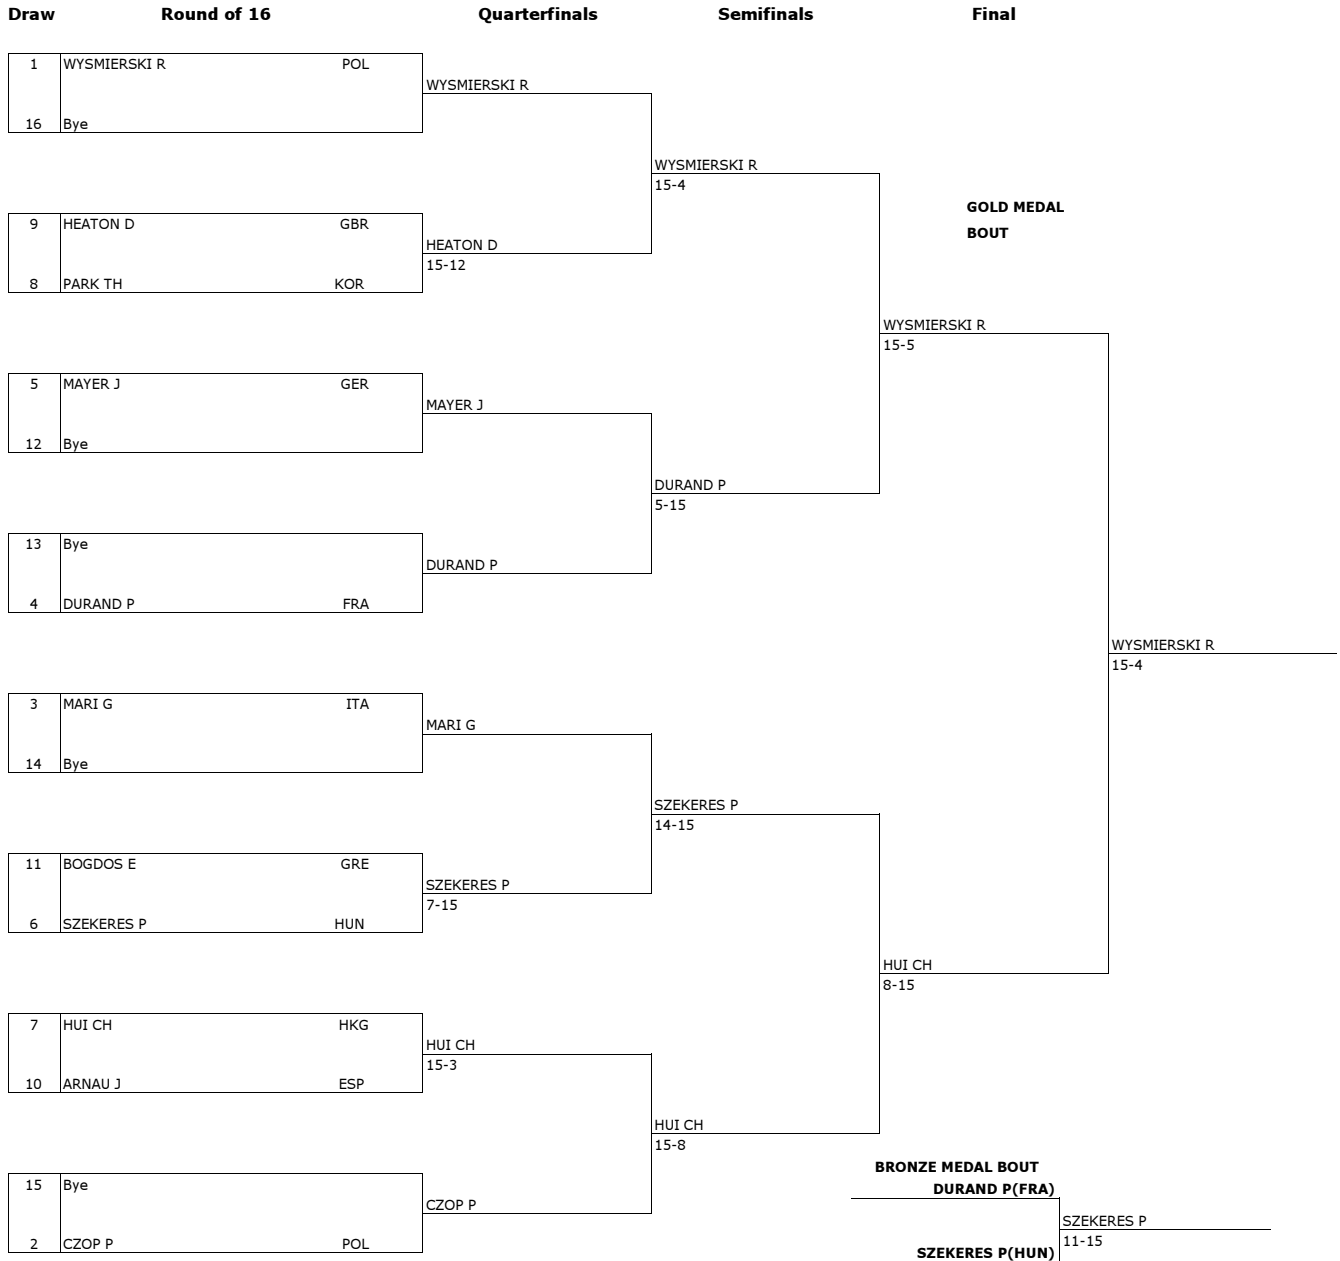 Draw Round of 16 Quarterfinals Semifinals Final
1 WYSMIERSKI R POL
WYSMIERSKI R
16 Bye
WYSMIERSKI R
15-4
GOLD MEDAL
BOUT
9 HEATON D GBR
HEATON D
15-12
8 PARK TH KOR
WYSMIERSKI R
15-5
5 MAYER J GER
MAYER J
12 Bye
DURAND P
5-15
13 Bye
DURAND P
4 DURAND P FRA
WYSMIERSKI R
15-4
3 MARI G ITA
MARI G
14 Bye
SZEKERES P
14-15
11 BOGDOS E GRE
SZEKERES P
7-15
6 SZEKERES P HUN
HUI CH
8-15
7 HUI CH HKG
HUI CH
15-3
10 ARNAU J ESP
HUI CH
15-8
BRONZE MEDAL BOUT
15 Bye
DURAND P(FRA)
CZOP P
SZEKERES P
11-15
2 CZOP P POL
SZEKERES P(HUN)